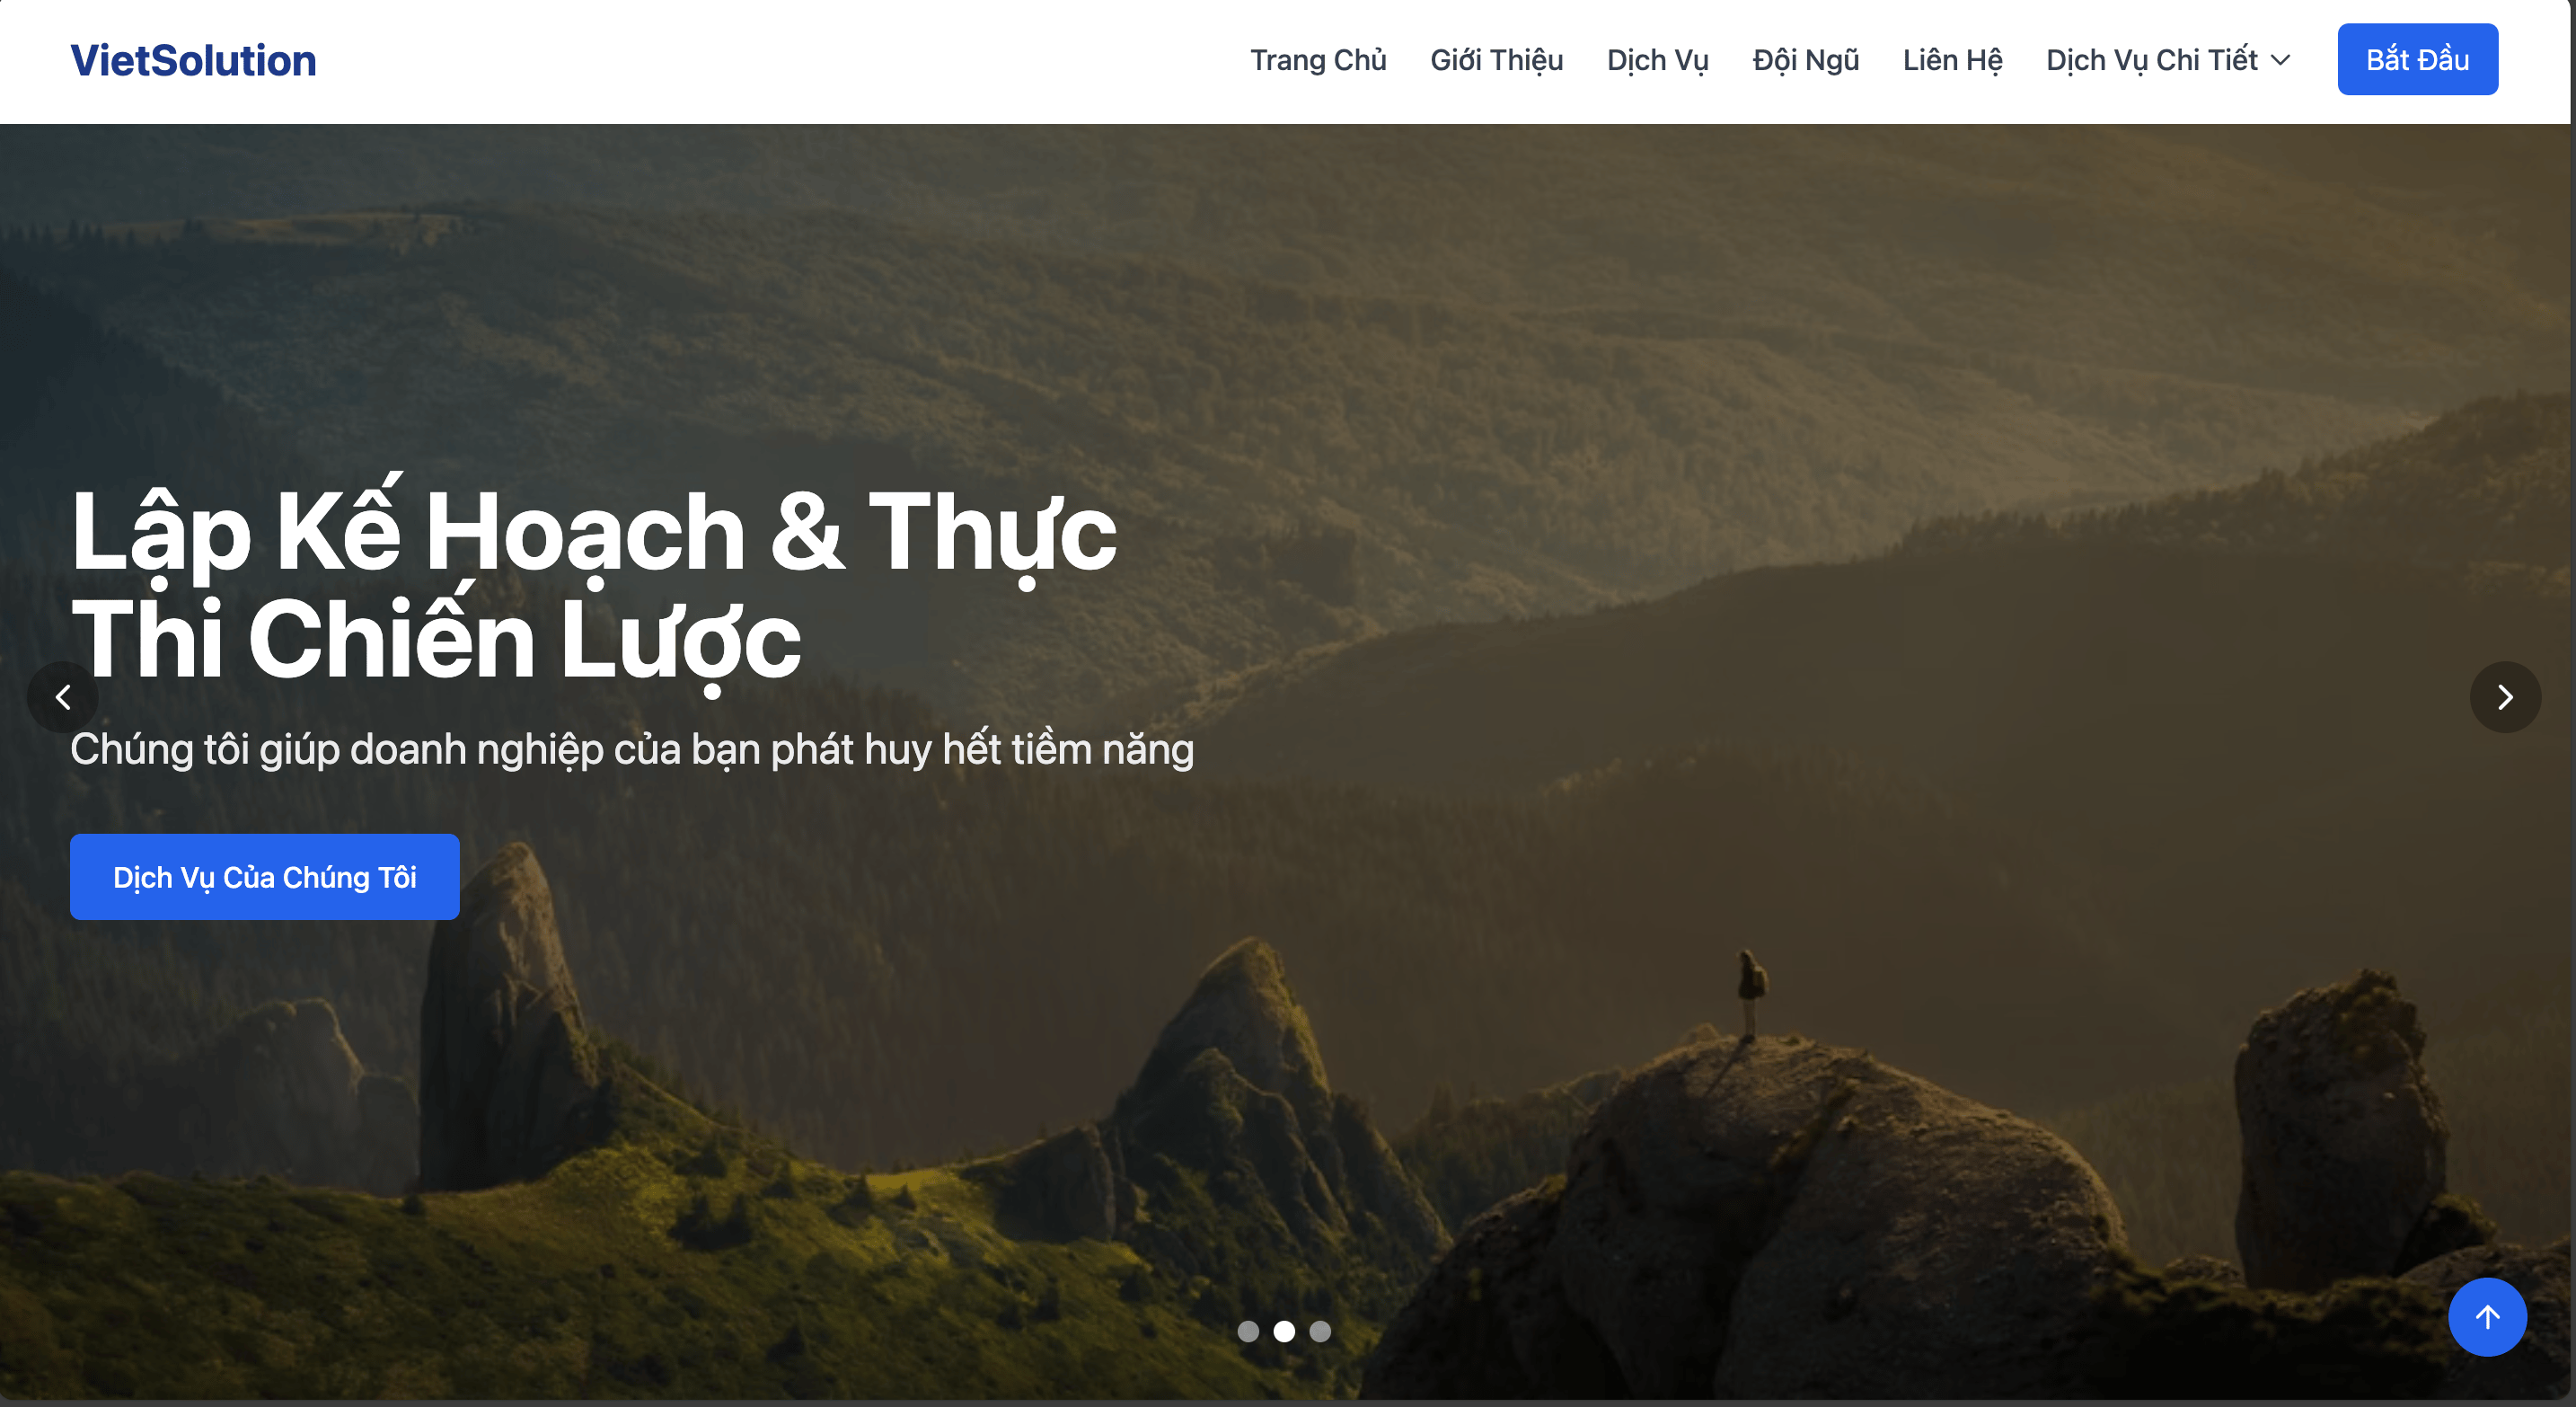 VietSolution
Trang Chủ
Giới Thiệu
Dịch Vụ
Đội Ngũ
Liên Hệ
Dịch Vụ Chi Tiết
Bắt Đầu
Lập Kế Hoạch & Thực
Thi Chiến Lược
Chúng tôi giúp doanh nghiệp của bạn phát huy hết tiềm năng
Dịch Vụ Của Chúng Tôi